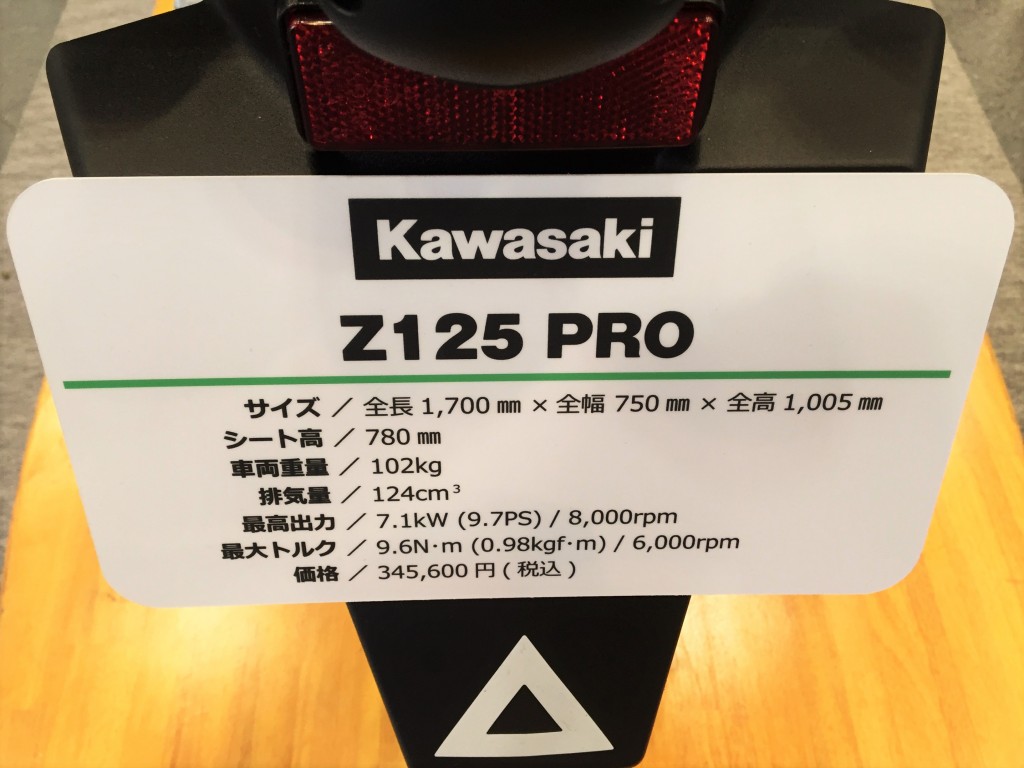 Kawasaki
Z125 PRO
サイズ ／ 全長 1,700 ㎜ × 全幅 750 ㎜ × 全高 1,005 ㎜
シート高 ／ 780 ㎜
車両重量 ／ 102kg
排気量 ／ 124cm³
最高出力 ／ 7.1kW (9.7PS) / 8,000rpm
最大トルク ／ 9.6N･m (0.98kgf･m) / 6,000rpm
価格 ／ 345,600 円 ( 税込 )